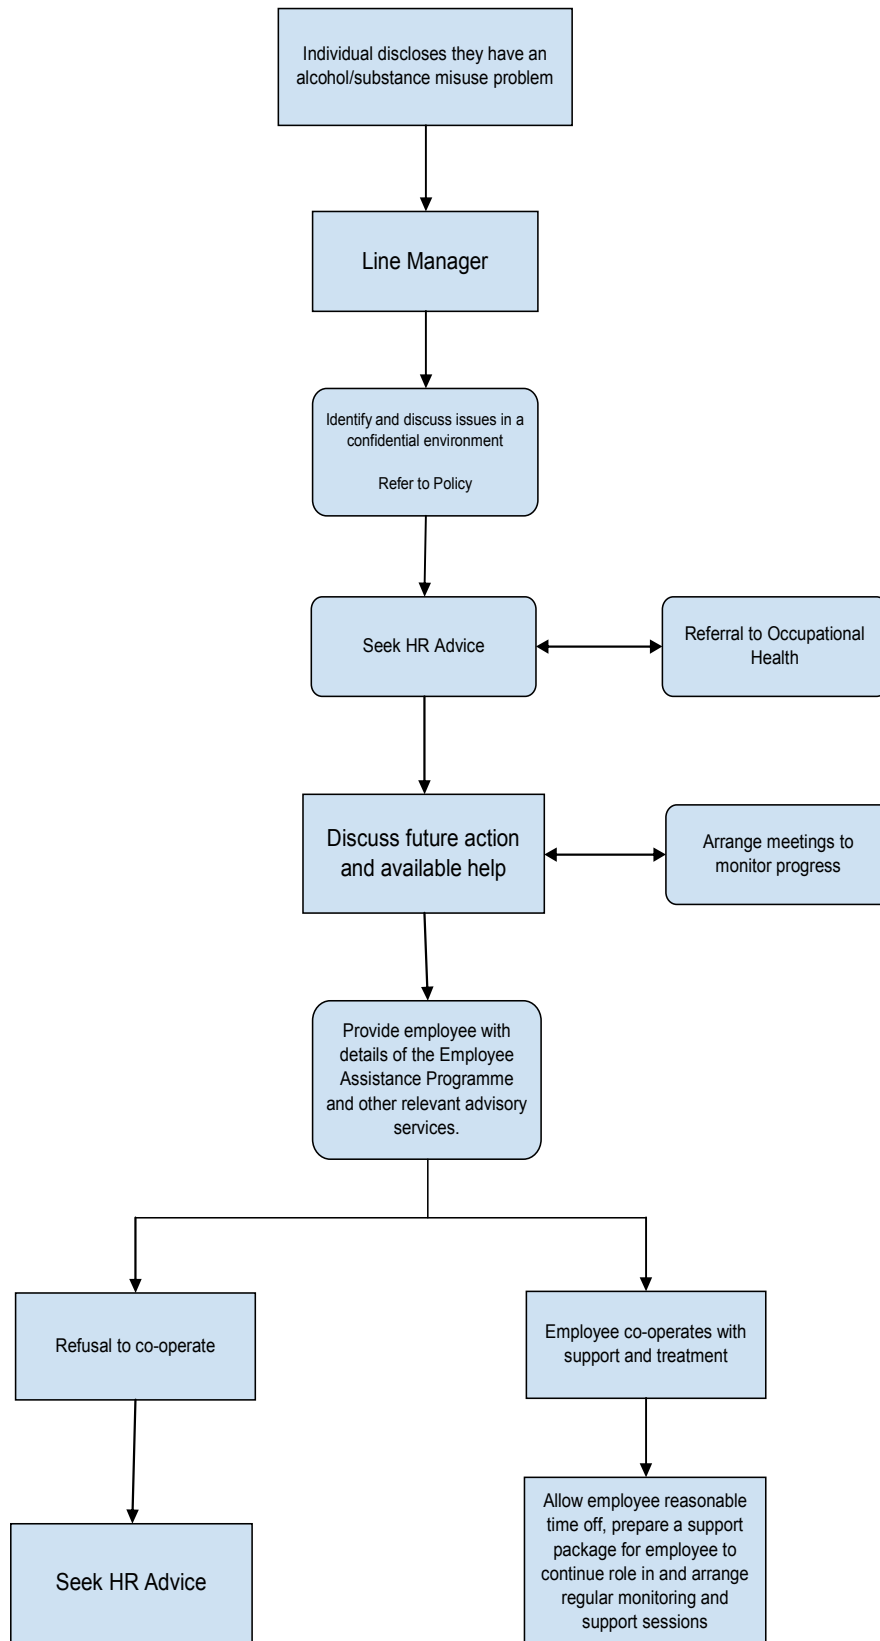 Individual discloses they have an
alcohol/substance misuse problem
Line Manager
Identify and discuss issues in a
confidential environment
Refer to Policy
Seek HR Advice
Referral to Occupational
Health
Discuss future action
and available help
Arrange meetings to
monitor progress
Provide employee with
details of the Employee
Assistance Programme
and other relevant advisory
services.
Refusal to co-operate
Employee co-operates with
support and treatment
Seek HR Advice
Allow employee reasonable
time off, prepare a support
package for employee to
continue role in and arrange
regular monitoring and
support sessions